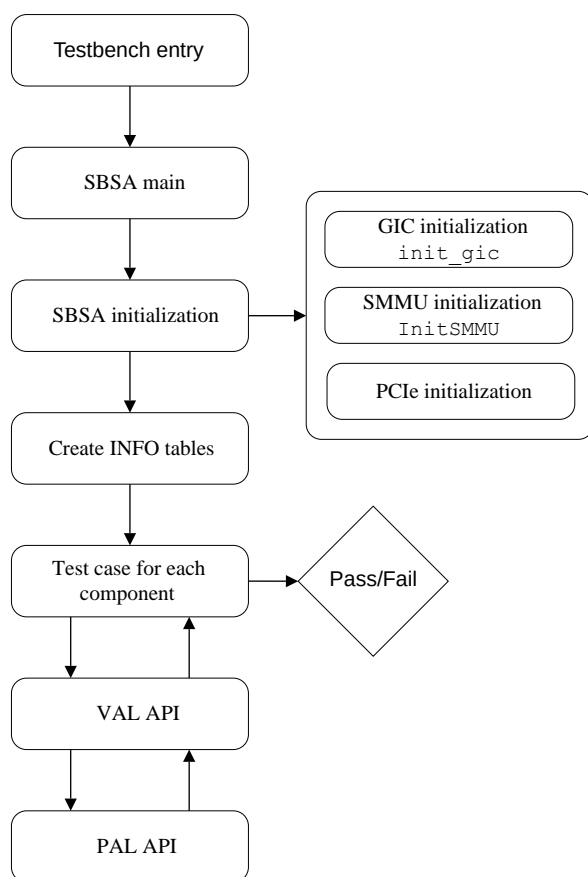 Testbench entry
SBSA main
GIC initialization
init_gic
SBSA initialization
SMMU initialization
InitSMMU
PCIe initialization
Create INFO tables
Test case for each
component
Pass/Fail
VAL API
PAL API